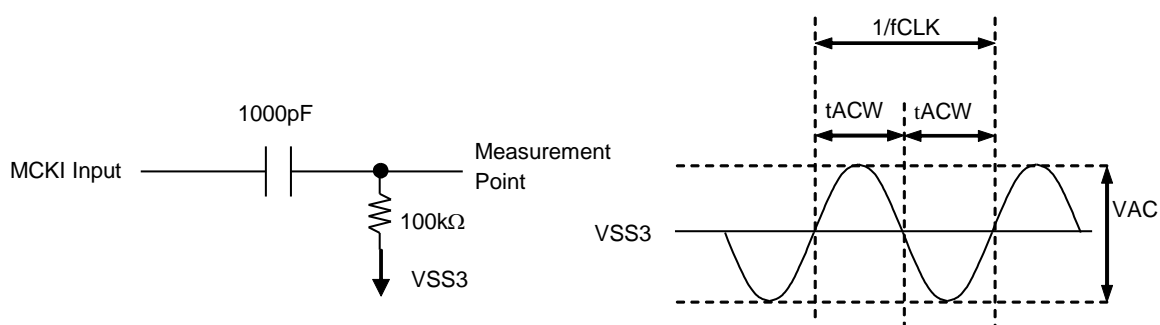 1000pF
MCKI Input
Measurement
Point
100kΩ
VSS3
1/fCLK
tACW
tACW
VSS3
VAC